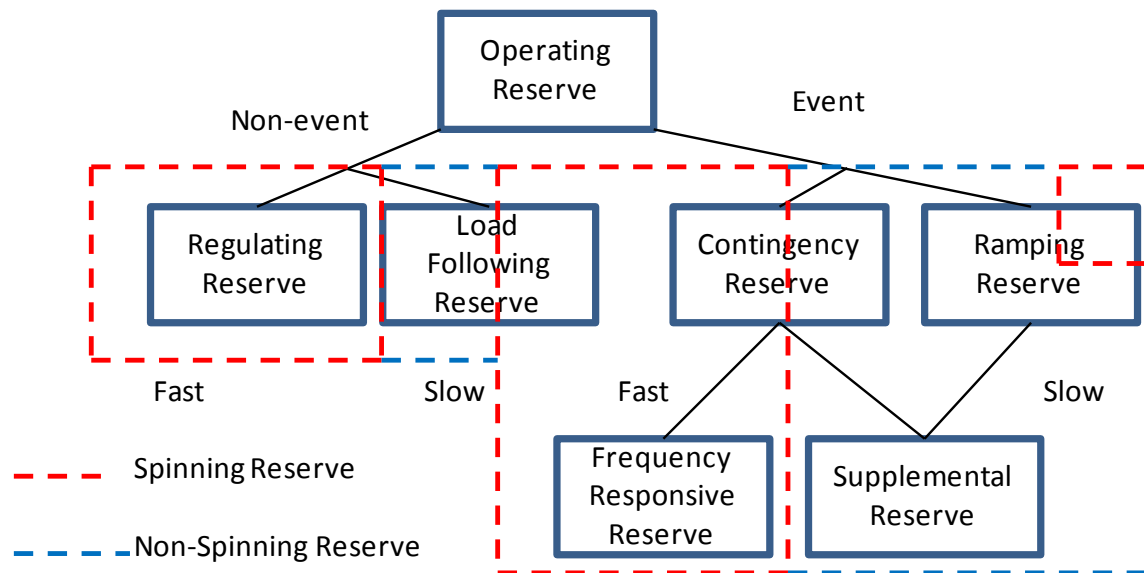 Operating
Reserve
Non-event
Event
Regulating
Reserve
Load
Following
Reserve
Contingency
Reserve
Ramping
Reserve
Fast
Slow
Fast
Slow
Frequency
Responsive
Reserve
Supplemental
Reserve
Spinning Reserve
Non-Spinning Reserve